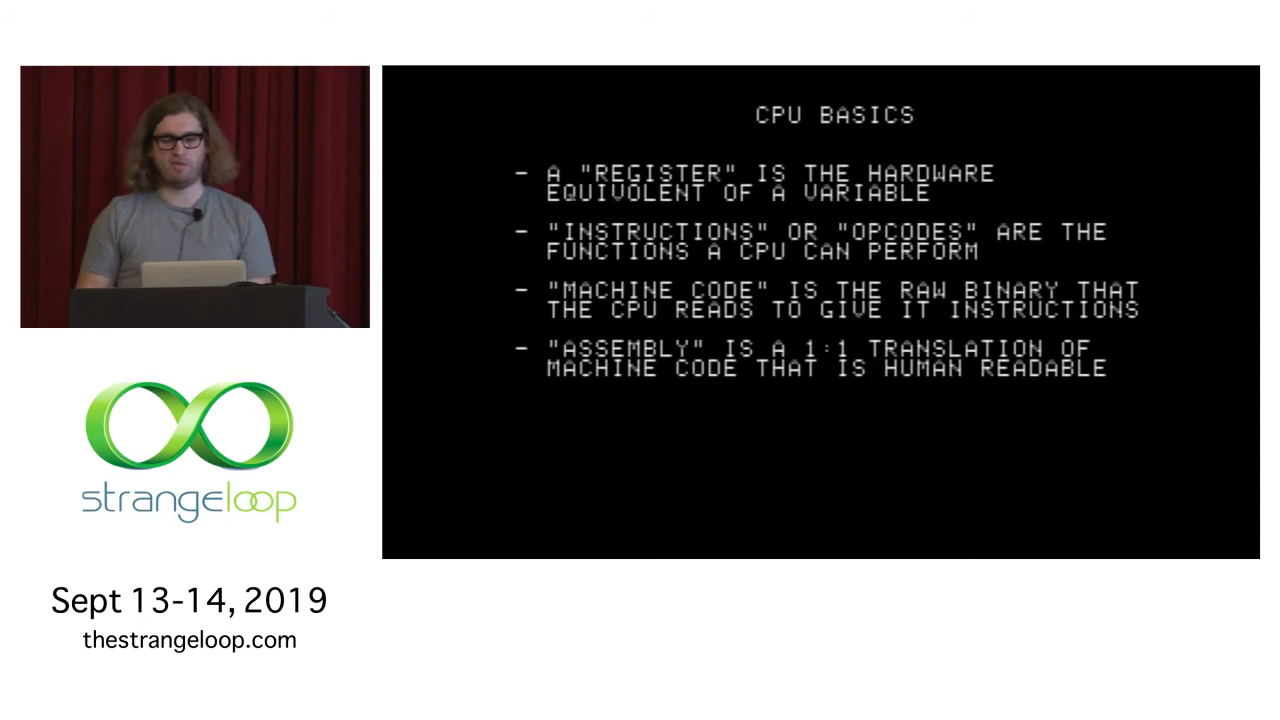 CPU BASICS
- A "REGISTER" IS THE HARDWARE
EQUIVOLENT OF A VARIABLE
- "INSTRUCTIONS" OR "OPCODES" ARE THE
FUNCTIONS A CPU CAN PERFORM
- "MACHINE CODE" IS THE RAW BINARY THAT
THE CPU READS TO GIVE IT INSTRUCTIONS
- "ASSEMBLY" IS A 1:1 TRANSLATION OF
MACHINE CODE THAT IS HUMAN READABLE
strangeloop
Sept 13-14, 2019
thestrangeloop.com